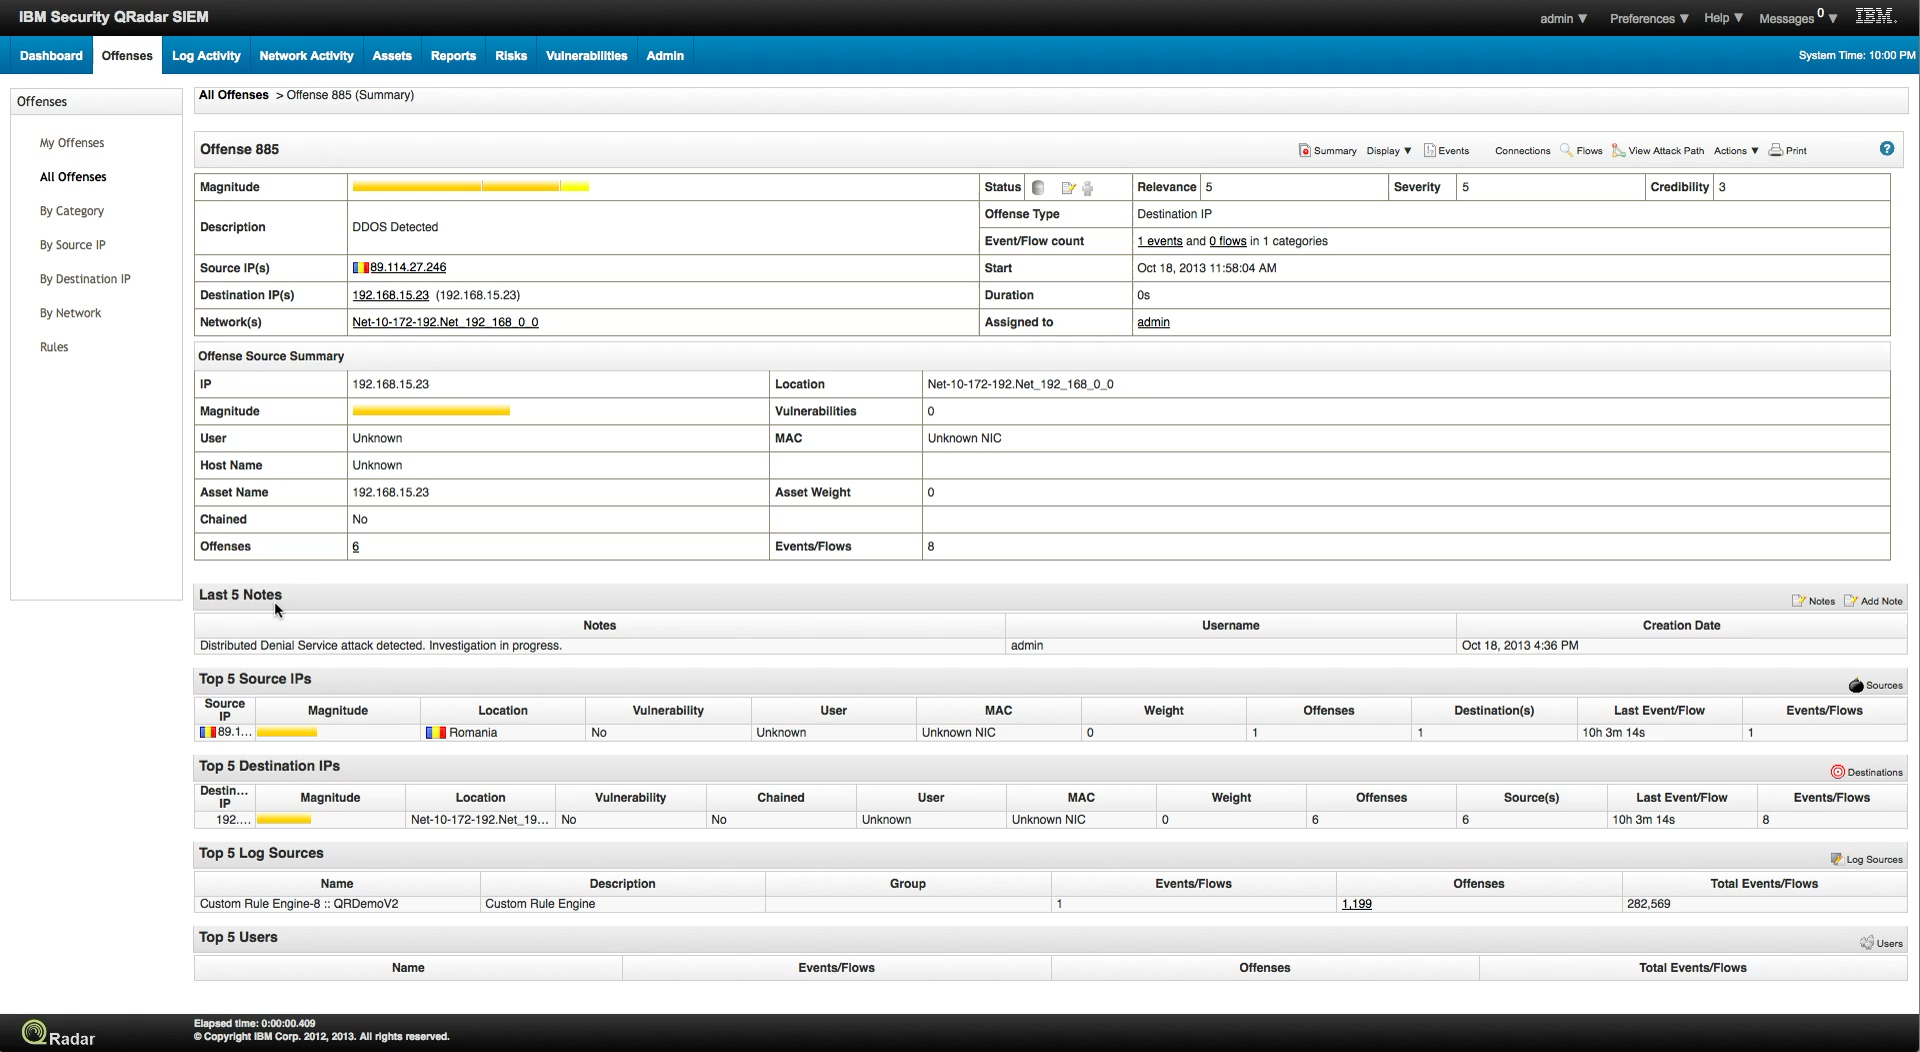 IBM Security QRadar SIEM
admin ▼ Preferences ▼ Help ▼ Messages 0 ▼ IBM.
Dashboard Offenses Log Activity Network Activity Assets Reports Risks Vulnerabilities Admin System Time: 10:00 PM
Offenses
My Offenses
All Offenses
By Category
By Source IP
By Destination IP
By Network
Rules
All Offenses > Offense 885 (Summary)
Offense 885 Summary Display ▼ Events Connections Flows View Attack Path Actions ▼ Print ?
Magnitude Status Relevance 5 Severity 5 Credibility 3
Description DDOS Detected
Offense Type Destination IP
Event/Flow count 1 events and 0 flows in 1 categories
Source IP(s) 89.114.27.246 Start Oct 18, 2013 11:58:04 AM
Destination IP(s) 192.168.15.23 (192.168.15.23) Duration 0s
Network(s) Net-10-172-192.Net_192_168_0_0 Assigned to admin
Offense Source Summary
IP 192.168.15.23 Location Net-10-172-192.Net_192_168_0_0
Magnitude Vulnerabilities 0
User Unknown MAC Unknown NIC
Host Name Unknown
Asset Name 192.168.15.23 Asset Weight 0
Chained No
Offenses 6 Events/Flows 8
Last 5 Notes Notes Add Note
Notes Username Creation Date
Distributed Denial Service attack detected. Investigation in progress. admin Oct 18, 2013 4:36 PM
Top 5 Source IPs Sources
Source IP Magnitude Location Vulnerability User MAC Weight Offenses Destination(s) Last Event/Flow Events/Flows
89.1... Romania No Unknown Unknown NIC 0 1 1 10h 3m 14s 1
Top 5 Destination IPs Destinations
Destin... IP Magnitude Location Vulnerability Chained User MAC Weight Offenses Source(s) Last Event/Flow Events/Flows
192.... Net-10-172-192.Net_19... No No Unknown Unknown NIC 0 6 6 10h 3m 14s 8
Top 5 Log Sources Log Sources
Name Description Group Events/Flows Offenses Total Events/Flows
Custom Rule Engine-8 :: QRDemoV2 Custom Rule Engine 1 1,199 282,569
Top 5 Users Users
Name Events/Flows Offenses Total Events/Flows
QRadar
Elapsed time: 0:00:00.409
© Copyright IBM Corp. 2012, 2013. All rights reserved.